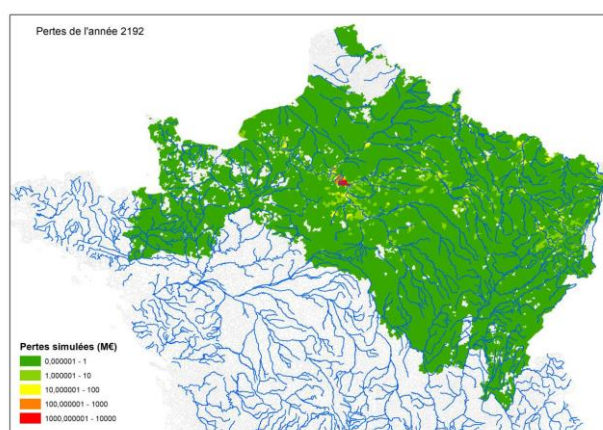 Pertes de l'année 2192
Pertes simulées (M€)
0,000001 - 1
1,000001 - 10
10,000001 - 100
100,000001 - 1000
1000,000001 - 10000